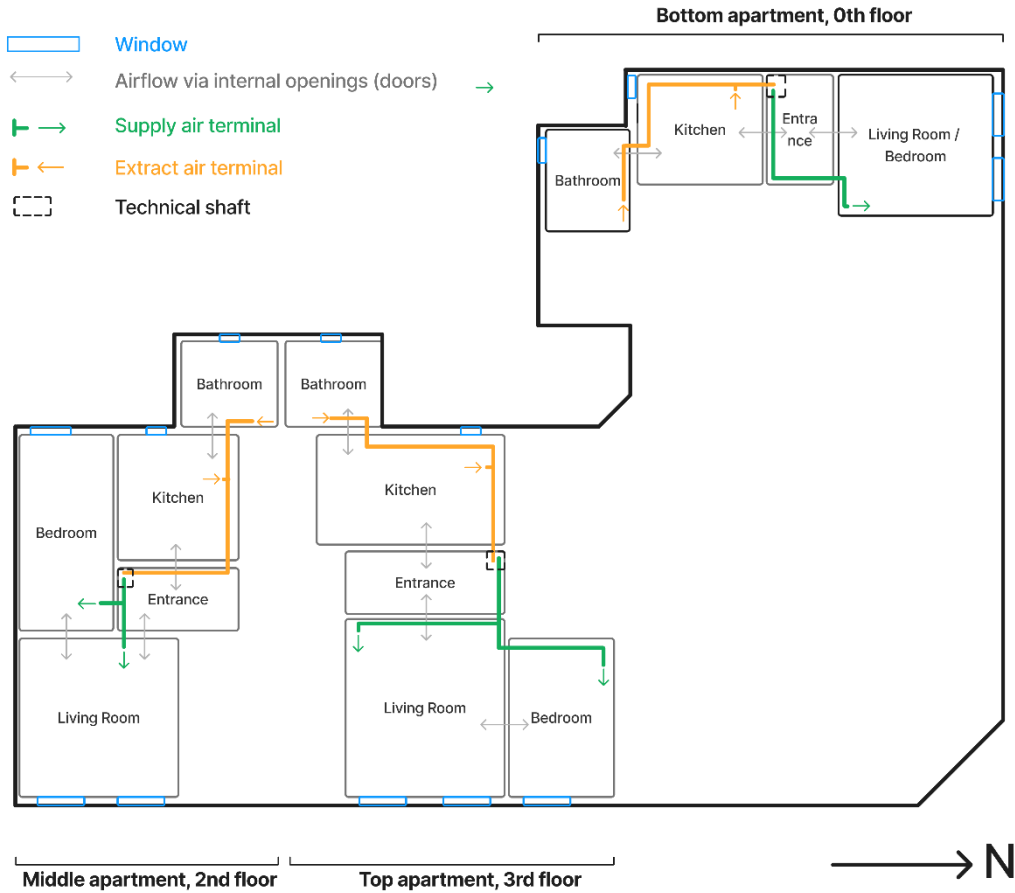 Bottom apartment, 0th floor
Window
Airflow via internal openings (doors)
Supply air terminal
Extract air terminal
Technical shaft
Kitchen
Entra
nce
Living Room /
Bedroom
Bathroom
Bathroom
Bathroom
Kitchen
Kitchen
Bedroom
Entrance
Entrance
Living Room
Living Room
Bedroom
N
Middle apartment, 2nd floor
Top apartment, 3rd floor